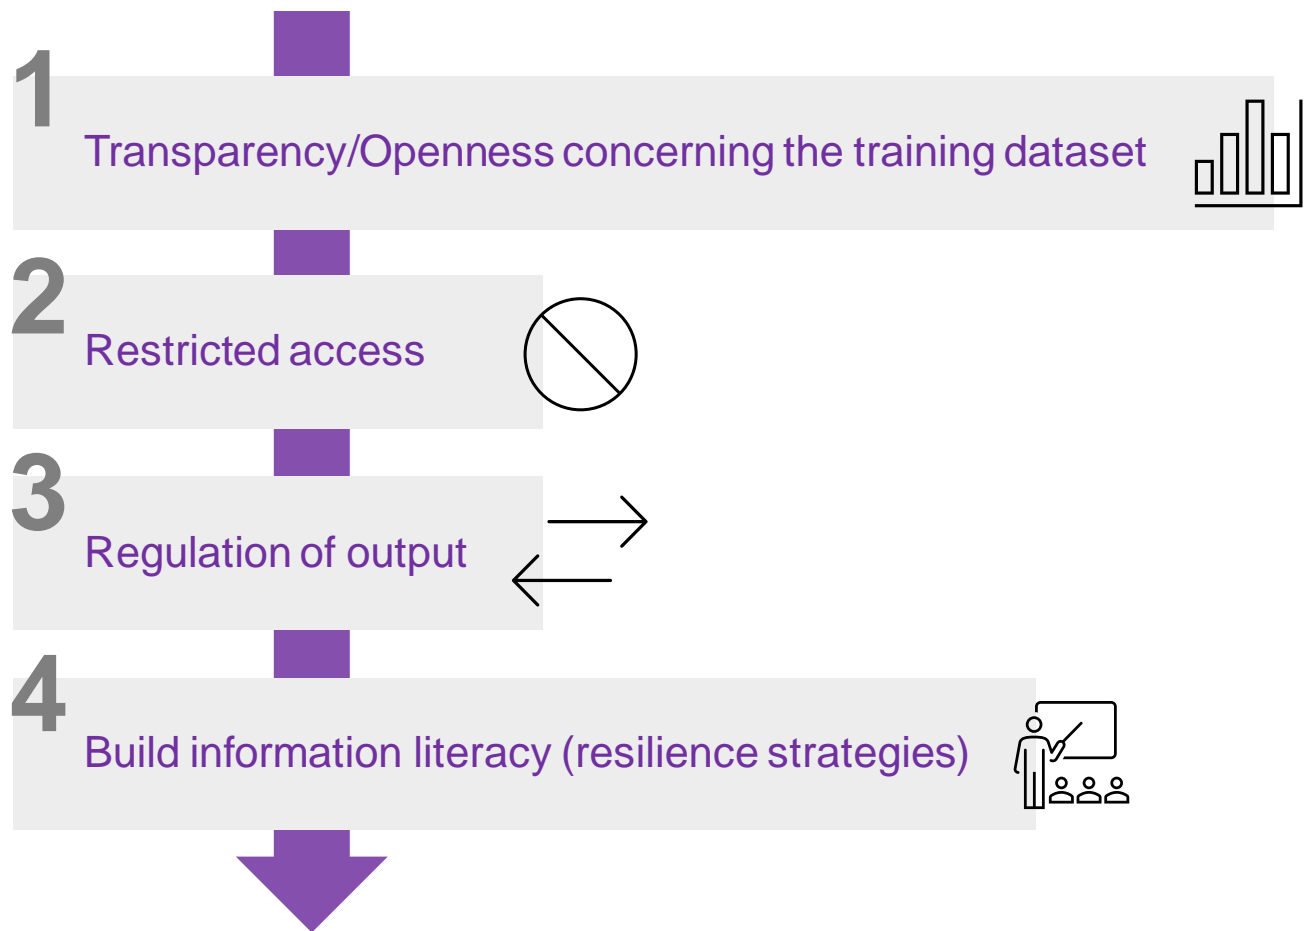 1
Transparency/Openness concerning the training dataset
2
Restricted access
3
Regulation of output
4
Build information literacy (resilience strategies)